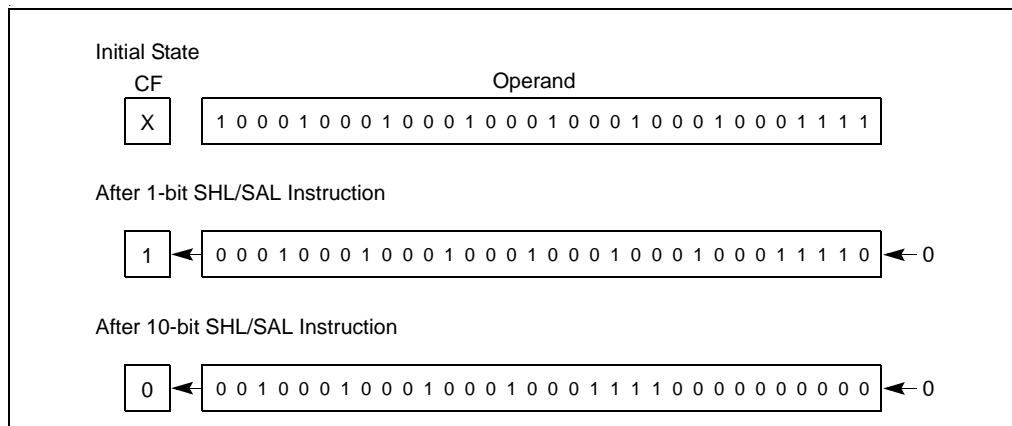 Initial State
CF Operand
X 1 0 0 0 1 0 0 0 1 0 0 0 1 0 0 0 1 0 0 0 1 0 0 0 1 0 0 0 1 1 1 1
After 1-bit SHL/SAL Instruction
1 0 0 0 1 0 0 0 1 0 0 0 1 0 0 0 1 0 0 0 1 0 0 0 1 0 0 0 1 1 1 1 0 0
After 10-bit SHL/SAL Instruction
0 0 0 1 0 0 0 1 0 0 0 1 0 0 0 1 0 0 0 1 1 1 1 0 0 0 0 0 0 0 0 0 0 0